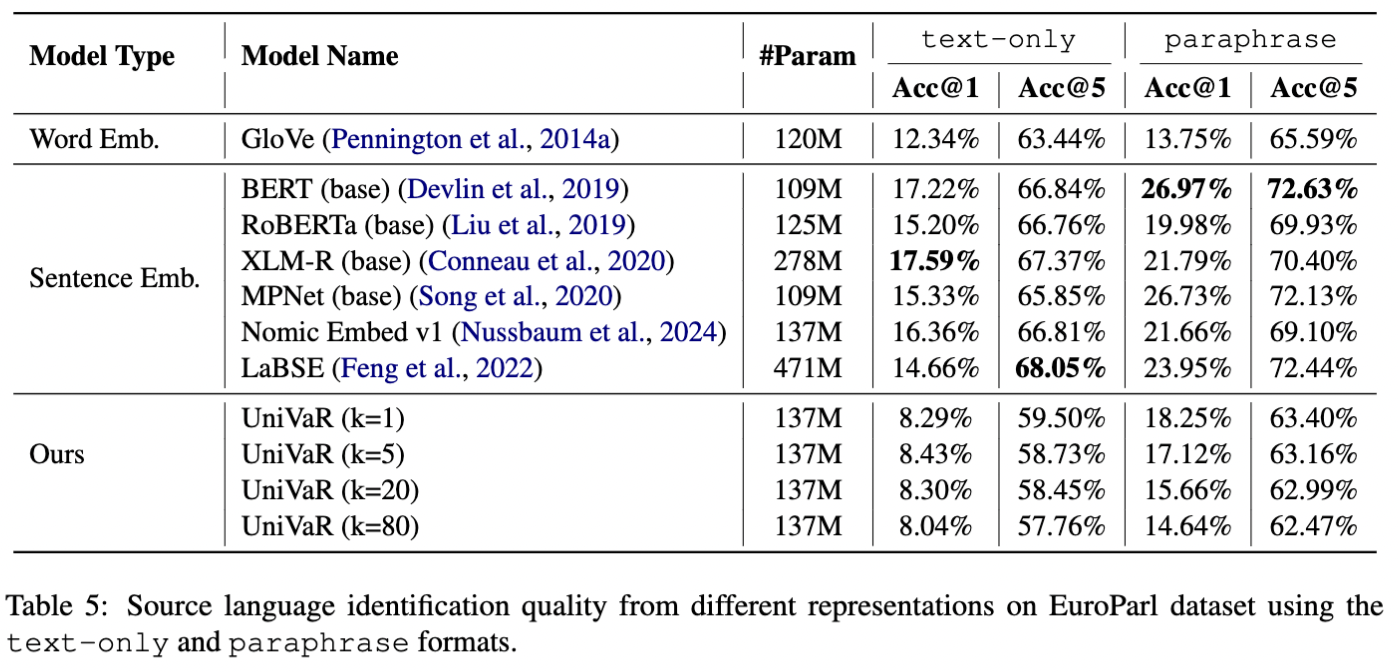 Model Type Model Name #Param text-only paraphrase
Acc@1 Acc@5 Acc@1 Acc@5
Word Emb. GloVe (Pennington et al., 2014a) 120M 12.34% 63.44% 13.75% 65.59%
BERT (base) (Devlin et al., 2019) 109M 17.22% 66.84% 26.97% 72.63%
RoBERTa (base) (Liu et al., 2019) 125M 15.20% 66.76% 19.98% 69.93%
XLM-R (base) (Conneau et al., 2020) 278M 17.59% 67.37% 21.79% 70.40%
Sentence Emb.
MPNet (base) (Song et al., 2020) 109M 15.33% 65.85% 26.73% 72.13%
Nomic Embed v1 (Nussbaum et al., 2024) 137M 16.36% 66.81% 21.66% 69.10%
LaBSE (Feng et al., 2022) 471M 14.66% 68.05% 23.95% 72.44%
UniVaR (k=1) 137M 8.29% 59.50% 18.25% 63.40%
Ours UniVaR (k=5) 137M 8.43% 58.73% 17.12% 63.16%
UniVaR (k=20) 137M 8.30% 58.45% 15.66% 62.99%
UniVaR (k=80) 137M 8.04% 57.76% 14.64% 62.47%
Table 5: Source language identification quality from different representations on EuroParl dataset using the
text-only and paraphrase formats.